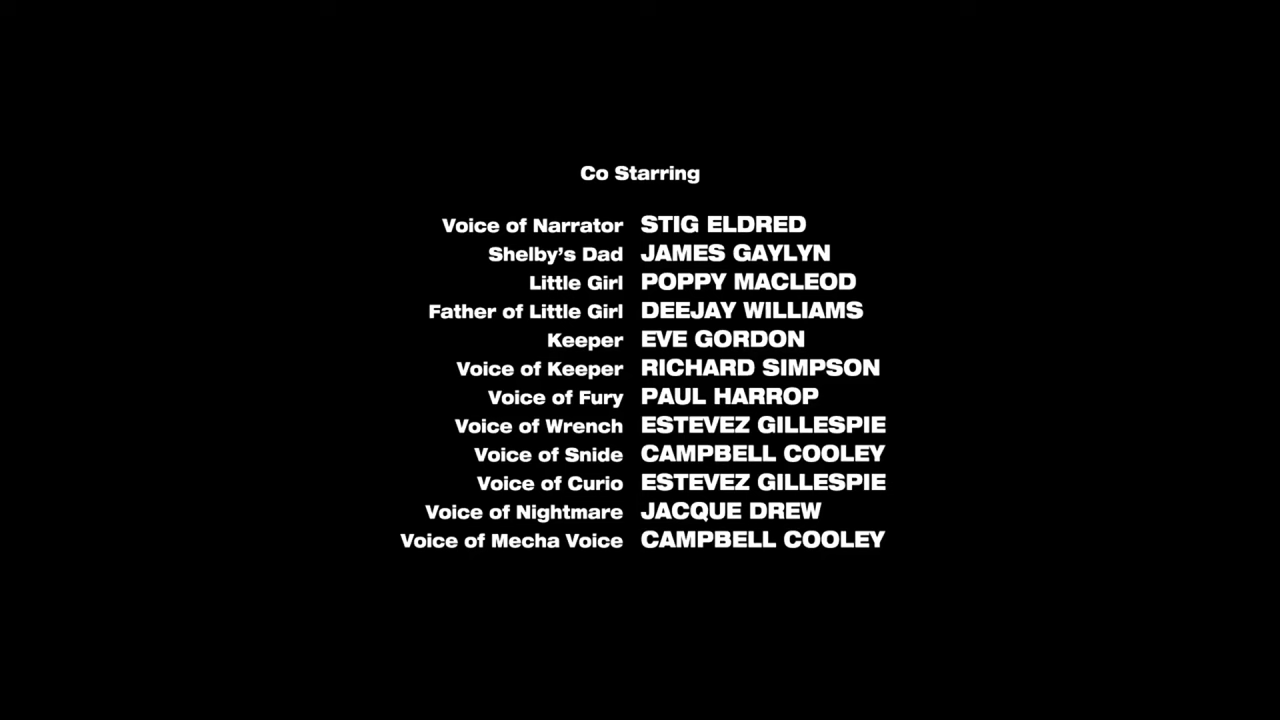 Co Starring
Voice of Narrator STIG ELDRED
Shelby's Dad JAMES GAYLYN
Little Girl POPPY MACLEOD
Father of Little Girl DEEJAY WILLIAMS
Keeper EVE GORDON
Voice of Keeper RICHARD SIMPSON
Voice of Fury PAUL HARROP
Voice of Wrench ESTEVEZ GILLESPIE
Voice of Snide CAMPBELL COOLEY
Voice of Curio ESTEVEZ GILLESPIE
Voice of Nightmare JACQUE DREW
Voice of Mecha Voice CAMPBELL COOLEY